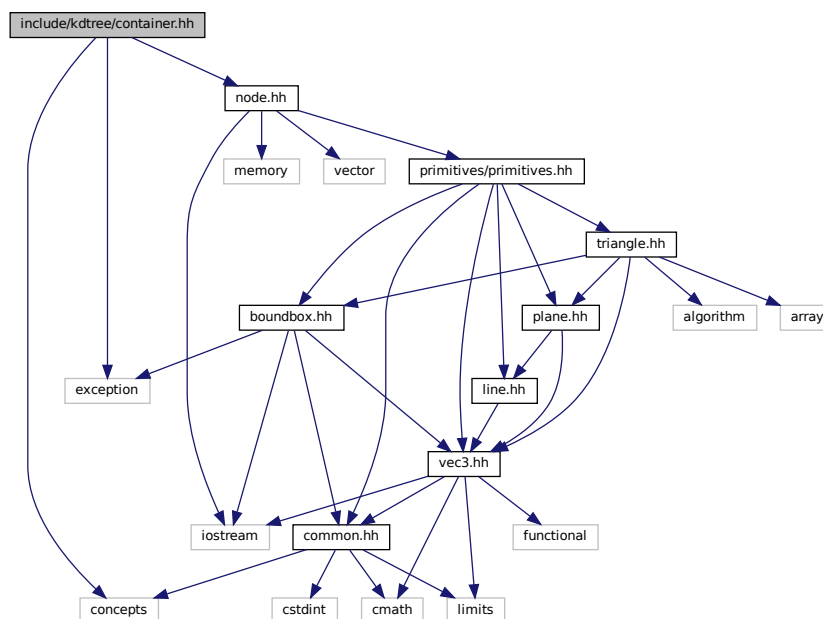 include/kdtree/container.hh
node.hh
memory
vector
primitives/primitives.hh
triangle.hh
boundbox.hh
plane.hh
algorithm
array
exception
line.hh
vec3.hh
iostream
common.hh
functional
concepts
cstdint
cmath
limits